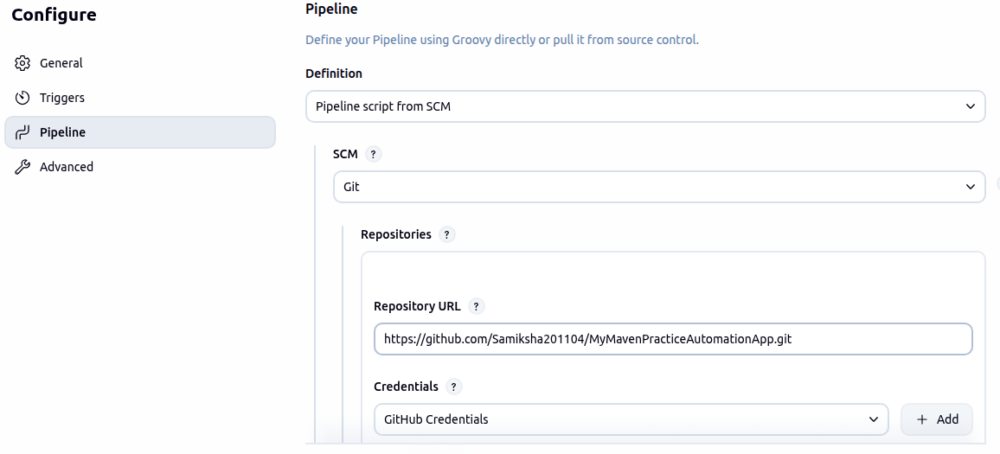 Configure
General
Triggers
Pipeline
Advanced
Pipeline
Define your Pipeline using Groovy directly or pull it from source control.
Definition
Pipeline script from SCM
SCM ?
Git
Repositories ?
Repository URL ?
https://github.com/Samiksha201104/MyMavenPracticeAutomationApp.git
Credentials ?
GitHub Credentials
+ Add